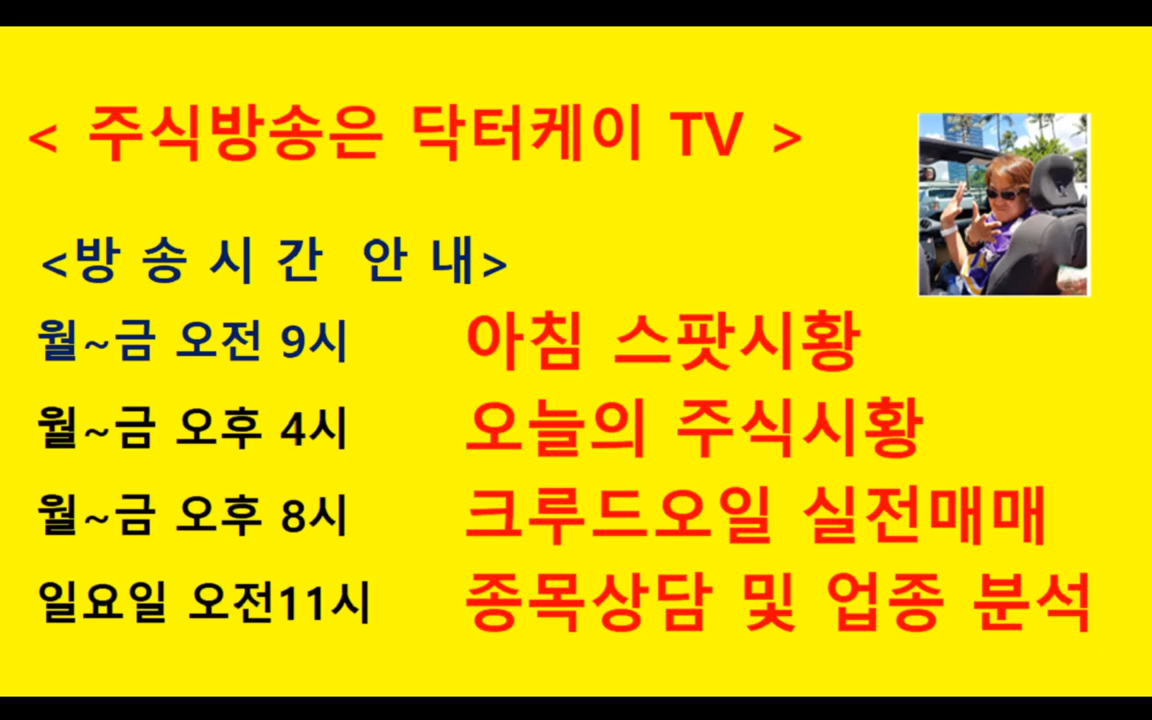 < 주식방송은 닥터케이 TV >
<방 송 시 간 안 내>
월~금 오전 9시 아침 스팟시황
월~금 오후 4시 오늘의 주식시황
월~금 오후 8시 크루드오일 실전매매
일요일 오전11시 종목상담 및 업종 분석